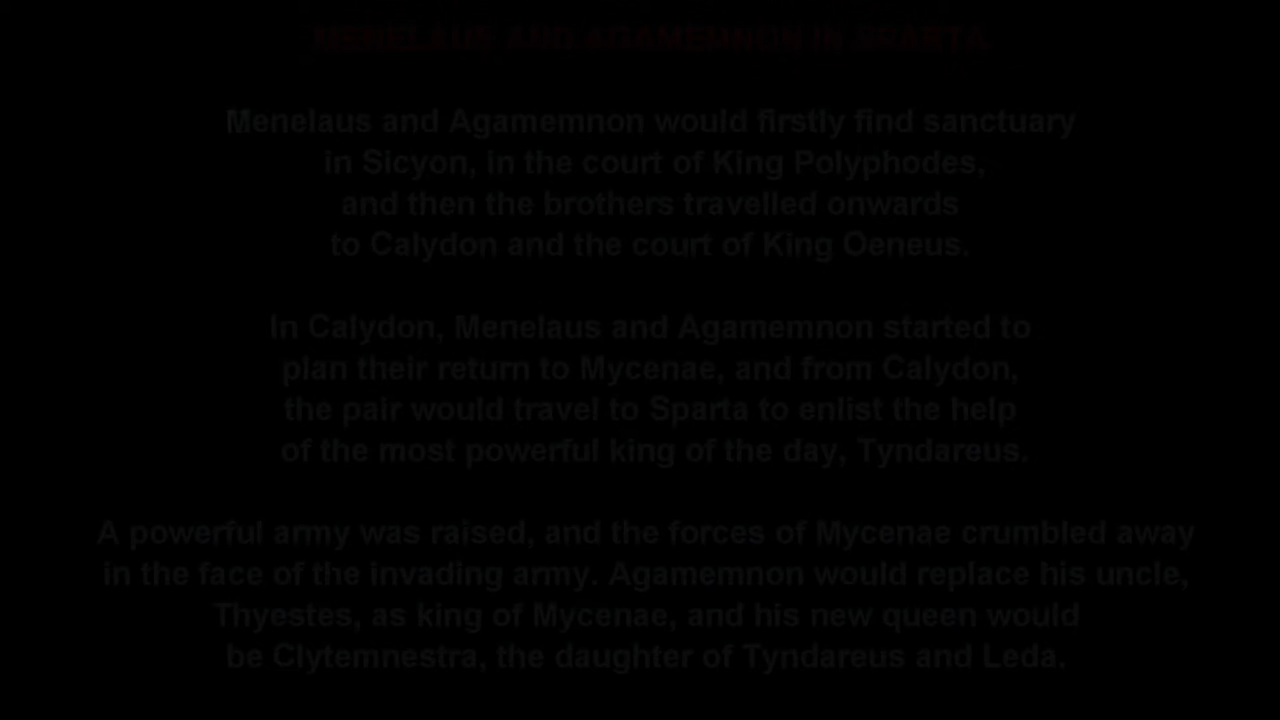 MENELAUS AND AGAMEMNON IN SPARTA
Menelaus and Agamemnon would firstly find sanctuary
in Sicyon, in the court of King Polyphodes,
and then the brothers travelled onwards
to Calydon and the court of King Oeneus.
In Calydon, Menelaus and Agamemnon started to
plan their return to Mycenae, and from Calydon,
the pair would travel to Sparta to enlist the help
of the most powerful king of the day, Tyndareus.
A powerful army was raised, and the forces of Mycenae crumbled away
in the face of the invading army. Agamemnon would replace his uncle,
Thyestes, as king of Mycenae, and his new queen would
be Clytemnestra, the daughter of Tyndareus and Leda.